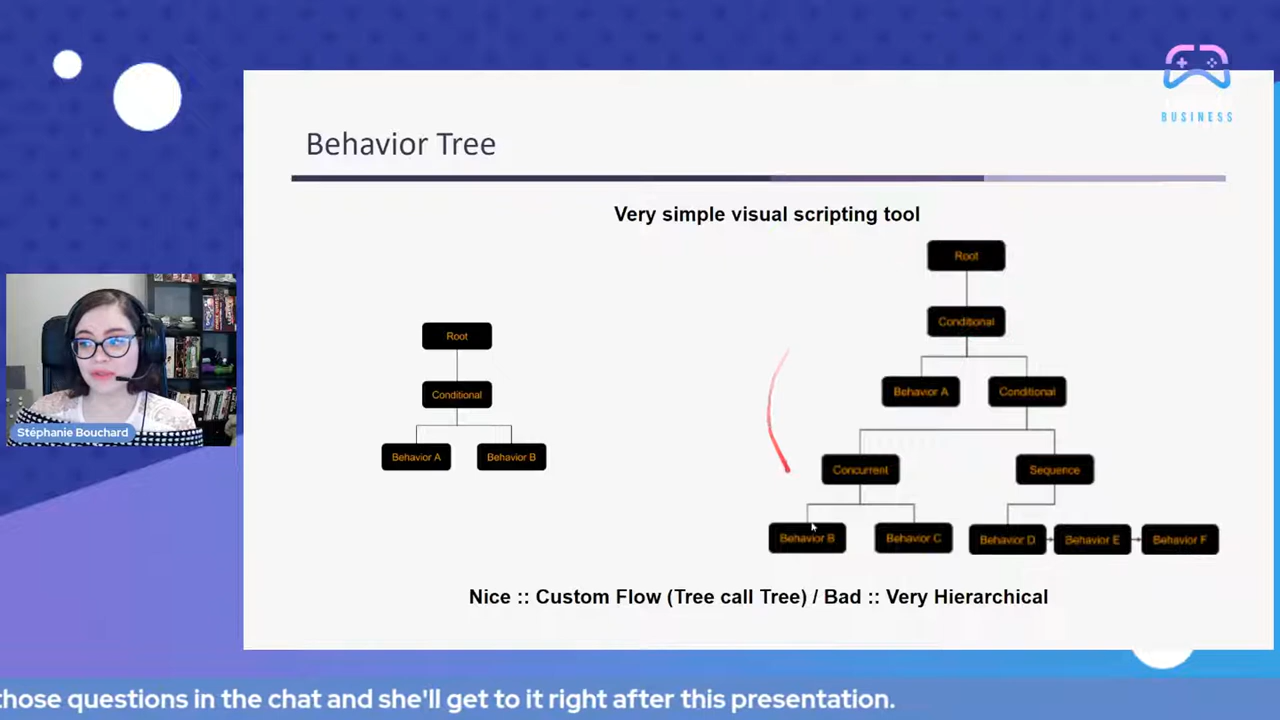 BUSINESS
Behavior Tree
Very simple visual scripting tool
Root
Conditional
Behavior A
Behavior B
Root
Conditional
Behavior A
Conditional
Concurrent
Sequence
Behavior B
Behavior C
Behavior D
Behavior E
Behavior F
Nice :: Custom Flow (Tree call Tree) / Bad :: Very Hierarchical
Stéphanie Bouchard
those questions in the chat and she'll get to it right after this presentation.